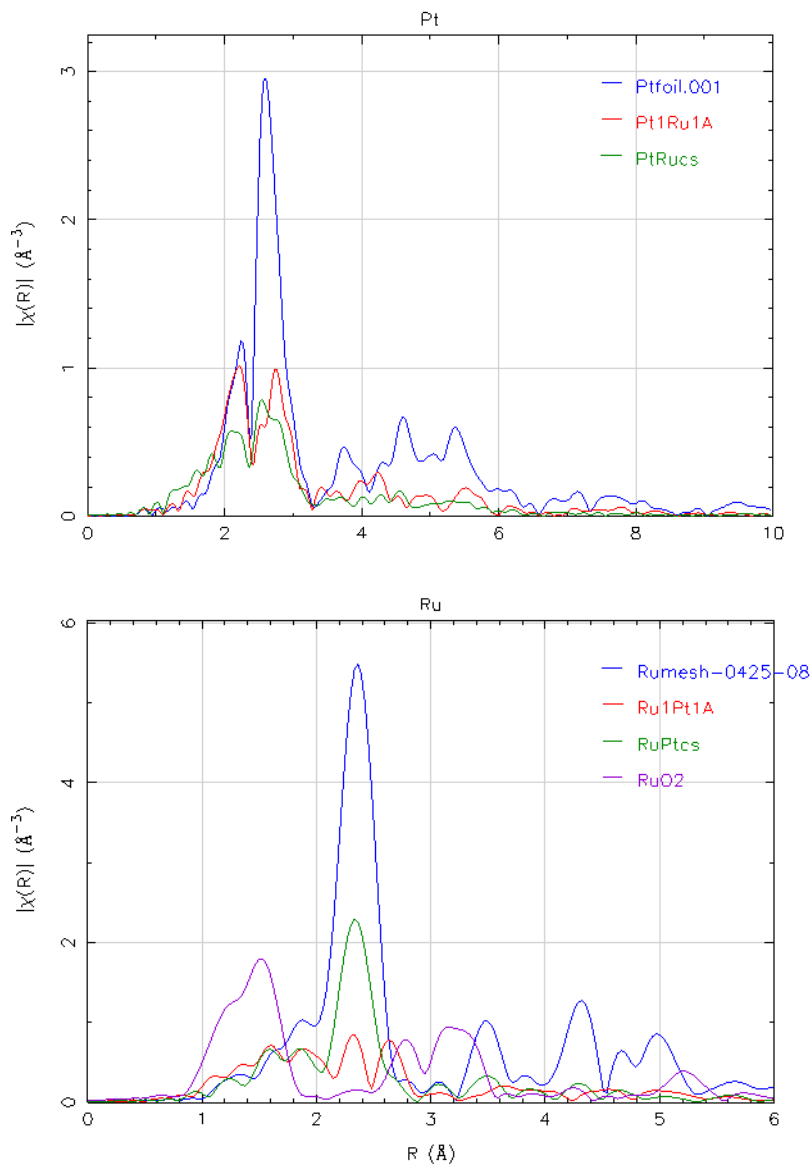 Pt
3
2
1
0
|χ(R)| (Å⁻³)
Ptfoil.001
Pt1Ru1A
PtRucs
0 2 4 6 8 10
Ru
6
4
2
0
|χ(R)| (Å⁻³)
Rumesh-0425-08
Ru1Pt1A
RuPtcs
RuO2
0 1 2 3 4 5 6
R (Å)